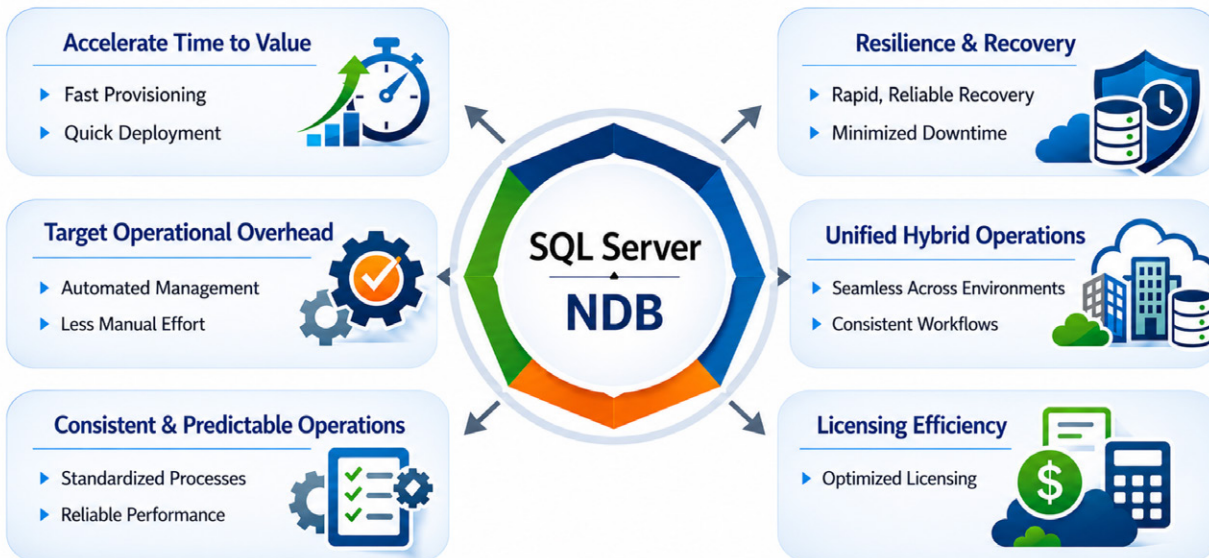 Accelerate Time to Value
Fast Provisioning
Quick Deployment
Target Operational Overhead
Automated Management
Less Manual Effort
Consistent & Predictable Operations
Standardized Processes
Reliable Performance
SQL Server
NDB
Resilience & Recovery
Rapid, Reliable Recovery
Minimized Downtime
Unified Hybrid Operations
Seamless Across Environments
Consistent Workflows
Licensing Efficiency
Optimized Licensing
$